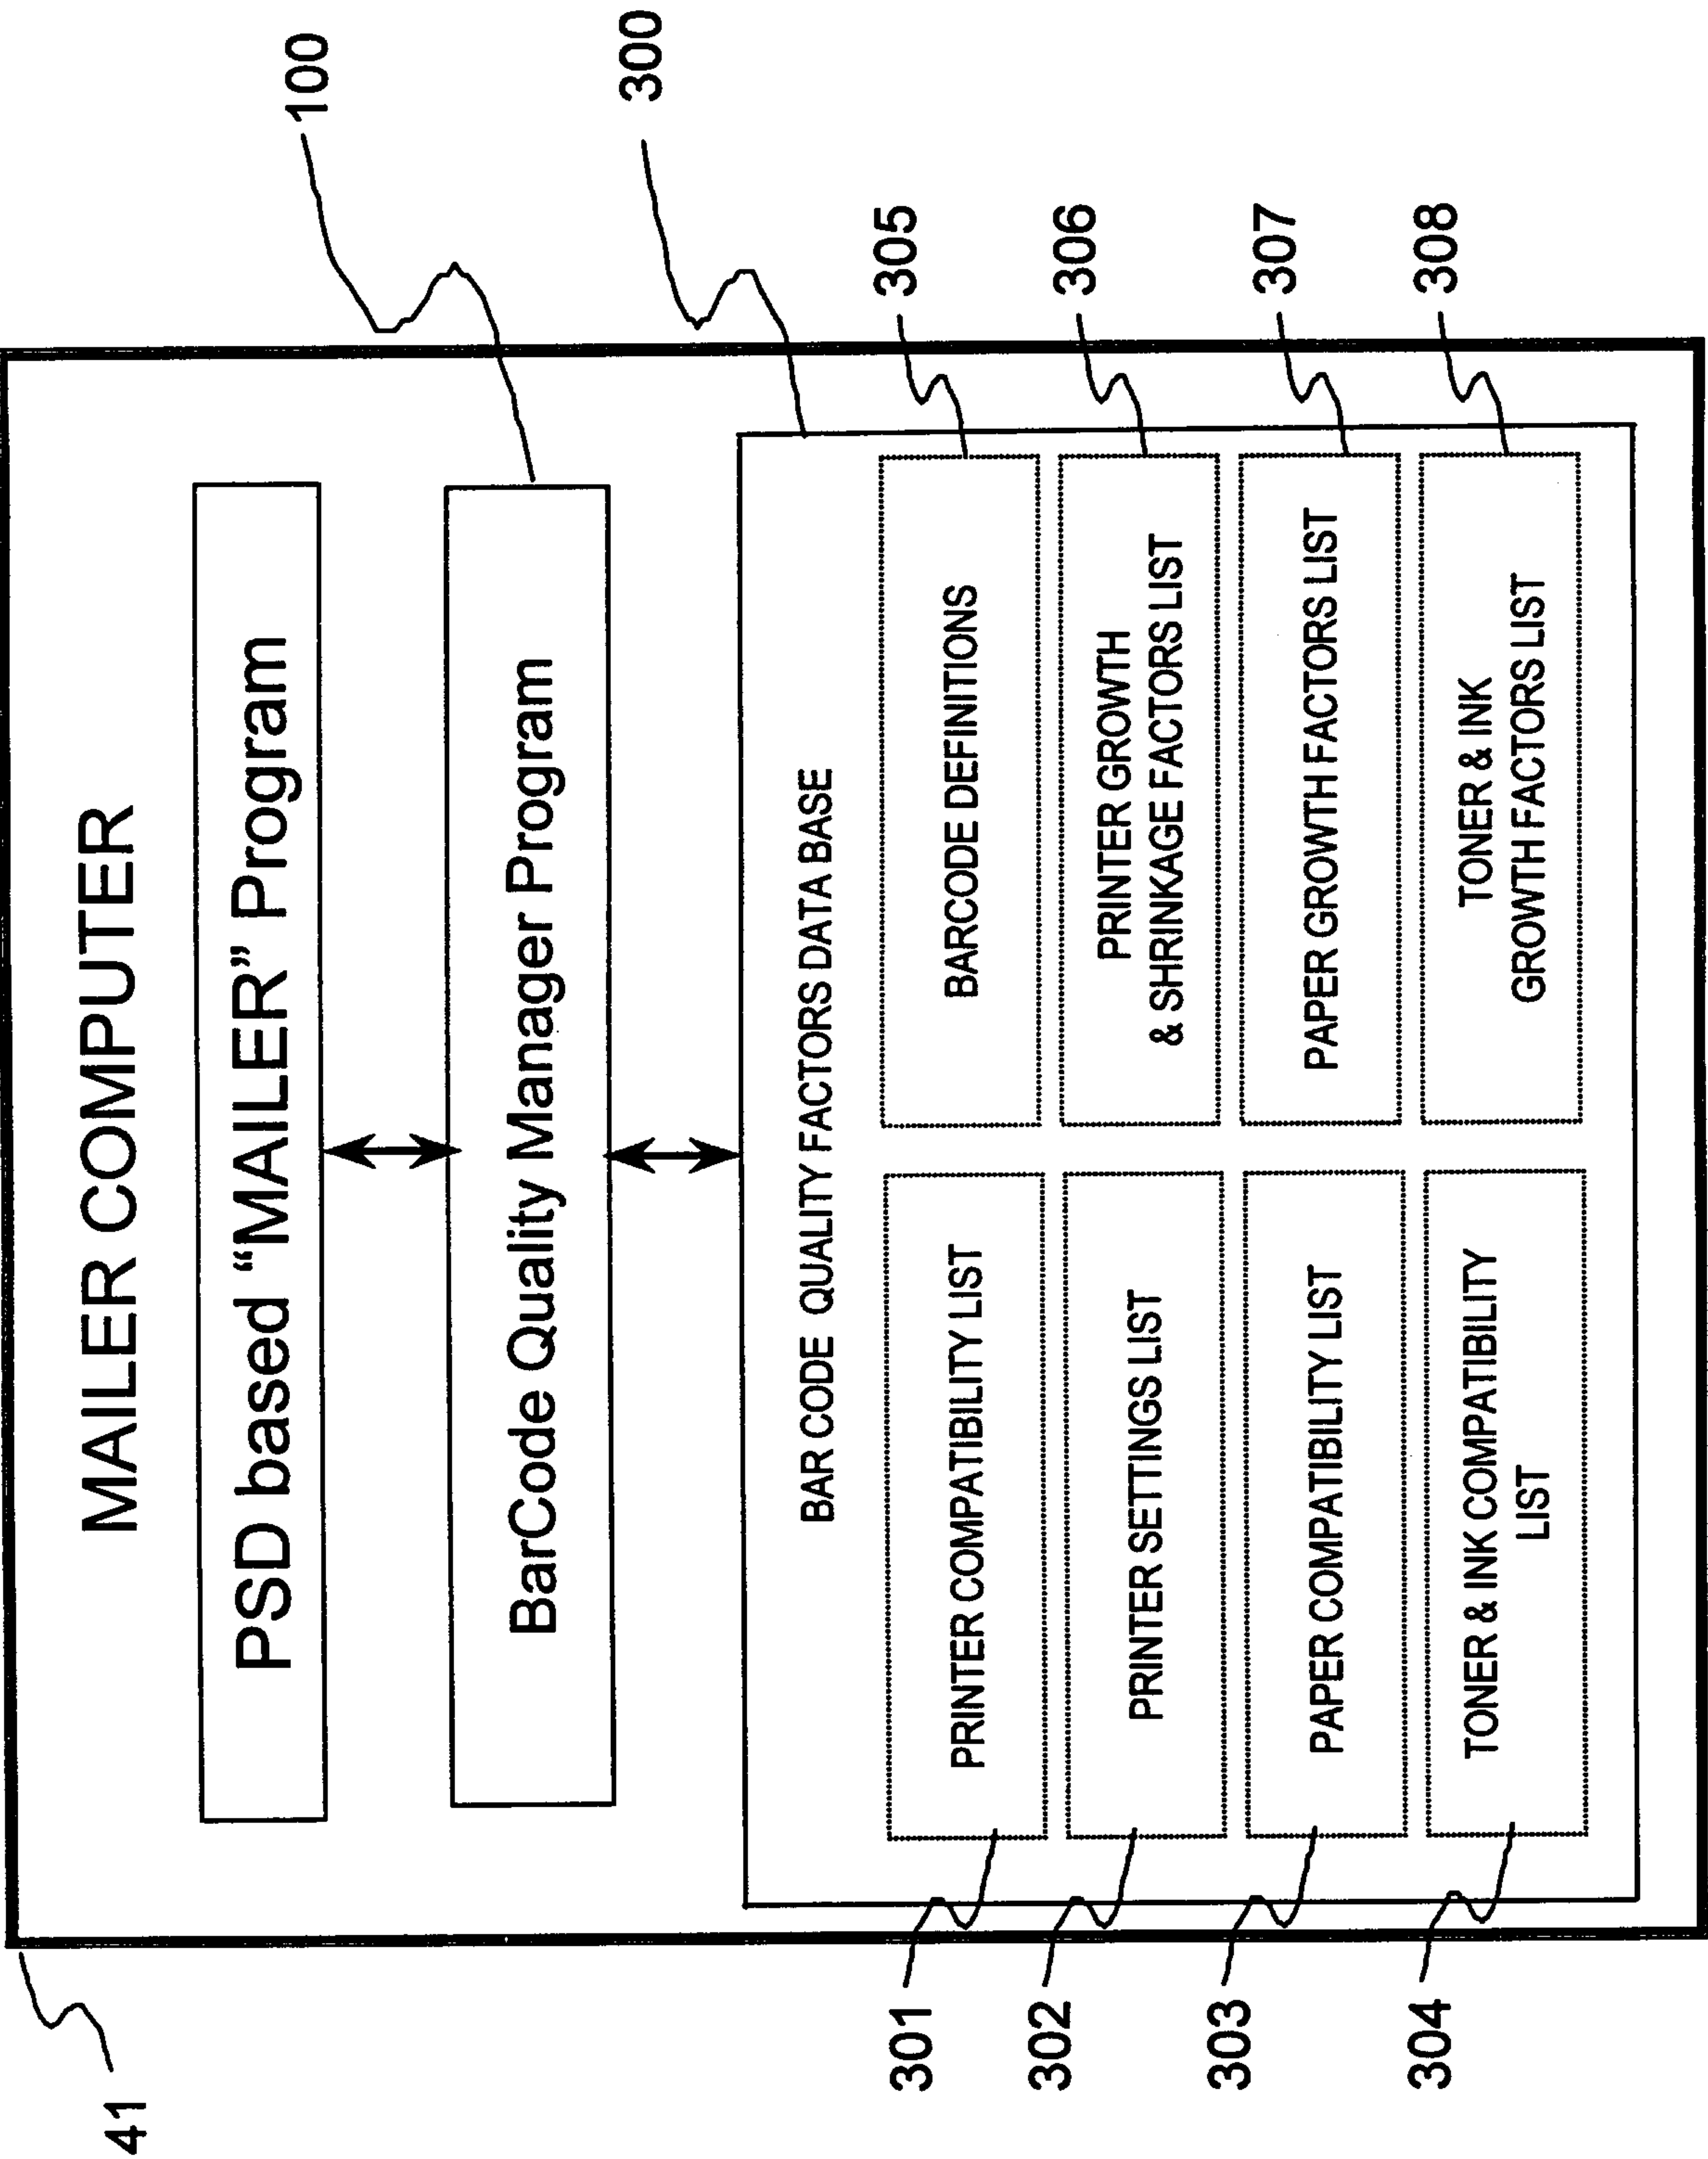 MAILER COMPUTER
PSD based “MAILER” Program
BarCode Quality Manager Program
100
BAR CODE QUALITY FACTORS DATA BASE
300
PRINTER COMPATIBILITY LIST
BARCODE DEFINITIONS
301
305
PRINTER SETTINGS LIST
PRINTER GROWTH
& SHRINKAGE FACTORS LIST
302
306
PAPER COMPATIBILITY LIST
PAPER GROWTH FACTORS LIST
303
307
TONER & INK COMPATIBILITY
LIST
TONER & INK
GROWTH FACTORS LIST
304
308
41